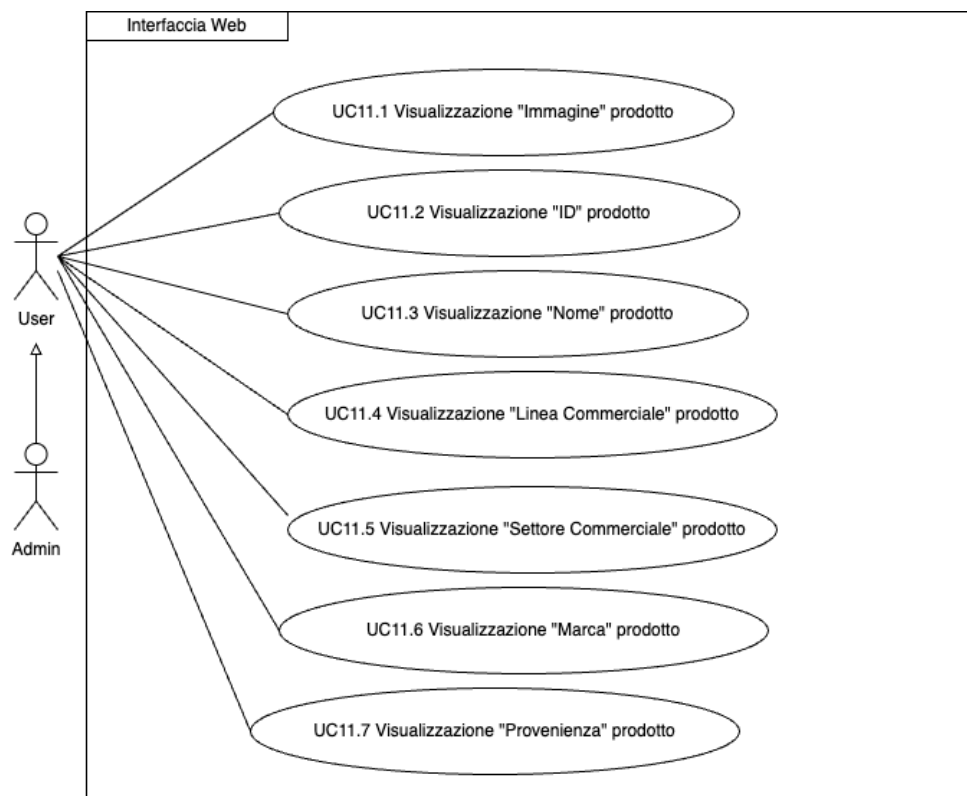 Interfaccia Web
UC11.1 Visualizzazione "Immagine" prodotto
UC11.2 Visualizzazione "ID" prodotto
User
UC11.3 Visualizzazione "Nome" prodotto
UC11.4 Visualizzazione "Linea Commerciale" prodotto
Admin
UC11.5 Visualizzazione "Settore Commerciale" prodotto
UC11.6 Visualizzazione "Marca" prodotto
UC11.7 Visualizzazione "Provenienza" prodotto